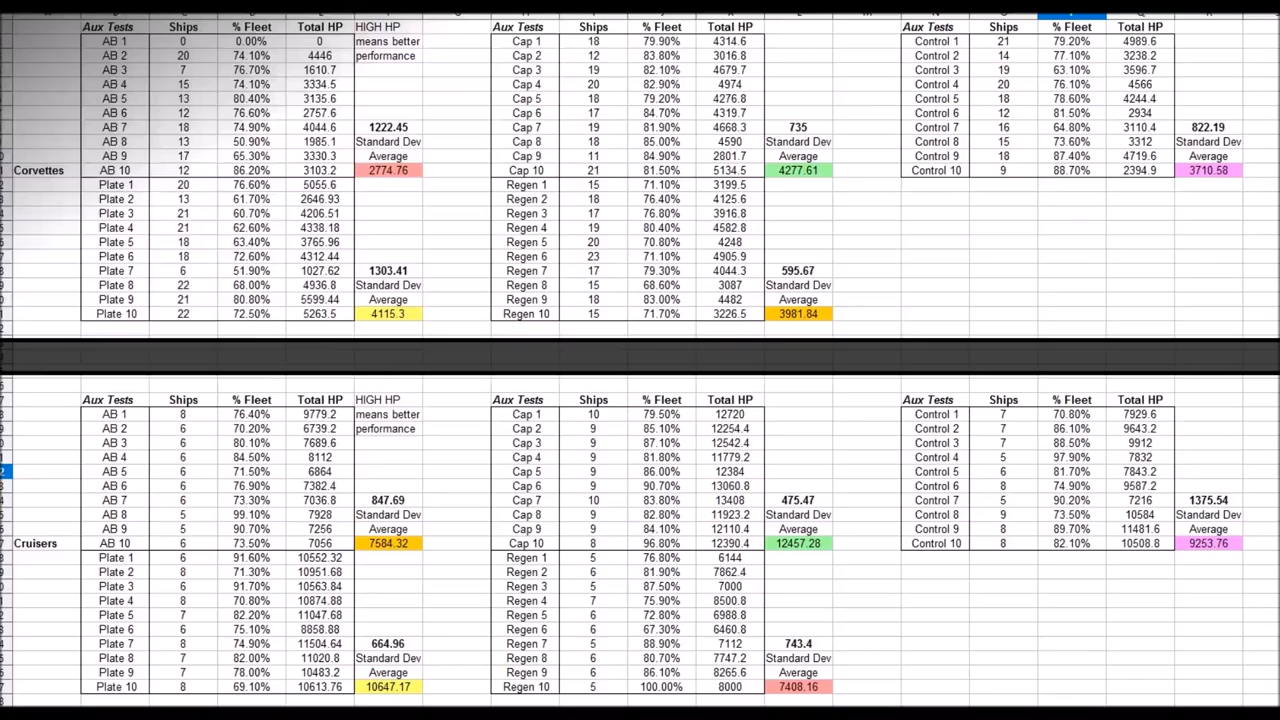 Aux Tests Ships % Fleet Total HP HIGH HP Aux Tests Ships % Fleet Total HP Aux Tests Ships % Fleet Total HP
AB 1 0 0.00% 0 means better Cap 1 18 79.90% 4314.6 Control 1 21 79.20% 4989.6
AB 2 20 74.10% 4446 performance Cap 2 12 83.80% 3016.8 Control 2 14 77.10% 3238.2
AB 3 7 76.70% 1610.7 Cap 3 19 82.10% 4679.7 Control 3 19 63.10% 3596.7
AB 4 15 74.10% 3334.5 Cap 4 20 82.90% 4974 Control 4 20 76.10% 4566
AB 5 13 80.40% 3135.6 Cap 5 18 79.20% 4276.8 Control 5 18 78.60% 4244.4
AB 6 12 76.60% 2757.6 Cap 6 17 84.70% 4319.7 Control 6 12 81.50% 2934
AB 7 18 74.90% 4044.6 1222.45 Cap 7 19 81.90% 4668.3 735 Control 7 16 64.80% 3110.4 822.19
AB 8 13 50.90% 1985.1 Standard Dev Cap 8 18 85.00% 4590 Standard Dev Control 8 15 73.60% 3312 Standard Dev
AB 9 17 65.30% 3330.3 Average Cap 9 11 84.90% 2801.7 Average Control 9 18 87.40% 4719.6 Average
Corvettes AB 10 12 86.20% 3103.2 2774.76 Cap 10 21 81.50% 5134.5 4277.61 Control 10 9 88.70% 2394.9 3710.58
Plate 1 20 76.60% 5055.6 Regen 1 15 71.10% 3199.5
Plate 2 13 61.70% 2646.93 Regen 2 18 76.40% 4125.6
Plate 3 21 60.70% 4206.51 Regen 3 17 76.80% 3916.8
Plate 4 21 62.60% 4338.18 Regen 4 19 80.40% 4582.8
Plate 5 18 63.40% 3765.96 Regen 5 20 70.80% 4248
Plate 6 18 72.60% 4312.44 Regen 6 23 71.10% 4905.9
Plate 7 6 51.90% 1027.62 1303.41 Regen 7 17 79.30% 4044.3 595.67
Plate 8 22 68.00% 4936.8 Standard Dev Regen 8 15 68.60% 3087 Standard Dev
Plate 9 21 80.80% 5599.44 Average Regen 9 18 83.00% 4482 Average
Plate 10 22 72.50% 5263.5 4115.3 Regen 10 15 71.70% 3226.5 3981.84
Aux Tests Ships % Fleet Total HP HIGH HP Aux Tests Ships % Fleet Total HP Aux Tests Ships % Fleet Total HP
AB 1 8 76.40% 9779.2 means better Cap 1 10 79.50% 12720 Control 1 7 70.80% 7929.6
AB 2 6 70.20% 6739.2 performance Cap 2 9 85.10% 12254.4 Control 2 7 86.10% 9643.2
AB 3 6 80.10% 7689.6 Cap 3 9 87.10% 12542.4 Control 3 7 88.50% 9912
AB 4 6 84.50% 8112 Cap 4 9 81.80% 11779.2 Control 4 5 97.90% 7832
AB 5 6 71.50% 6864 Cap 5 9 86.00% 12384 Control 5 6 81.70% 7843.2
AB 6 6 76.90% 7382.4 Cap 6 9 90.70% 13060.8 Control 6 8 74.90% 9587.2
AB 7 6 73.30% 7036.8 847.69 Cap 7 10 83.80% 13408 475.47 Control 7 5 90.20% 7216 1375.54
AB 8 5 99.10% 7928 Standard Dev Cap 8 9 82.80% 11923.2 Standard Dev Control 8 9 73.50% 10584 Standard Dev
AB 9 5 90.70% 7256 Average Cap 9 9 84.10% 12110.4 Average Control 9 8 89.70% 11481.6 Average
Cruisers AB 10 6 73.50% 7056 7584.32 Cap 10 8 96.80% 12390.4 12457.28 Control 10 8 82.10% 10508.8 9253.76
Plate 1 6 91.60% 10552.32 Regen 1 5 76.80% 6144
Plate 2 8 71.30% 10951.68 Regen 2 6 81.90% 7862.4
Plate 3 6 91.70% 10563.84 Regen 3 5 87.50% 7000
Plate 4 8 70.80% 10874.88 Regen 4 7 75.90% 8500.8
Plate 5 7 82.20% 11047.68 Regen 5 6 72.80% 6988.8
Plate 6 6 75.10% 8858.88 Regen 6 6 67.30% 6460.8
Plate 7 8 74.90% 11504.64 664.96 Regen 7 5 88.90% 7112 743.4
Plate 8 7 82.00% 11020.8 Standard Dev Regen 8 6 80.70% 7747.2 Standard Dev
Plate 9 7 78.00% 10483.2 Average Regen 9 6 86.10% 8265.6 Average
Plate 10 8 69.10% 10613.76 10647.17 Regen 10 5 100.00% 8000 7408.16